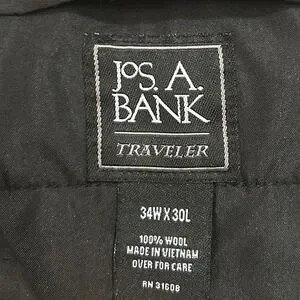 JOS. A.
BANK
TRAVELER
34W X 30L
100% WOOL
MADE IN VIETNAM
OVER FOR CARE
RN 31608